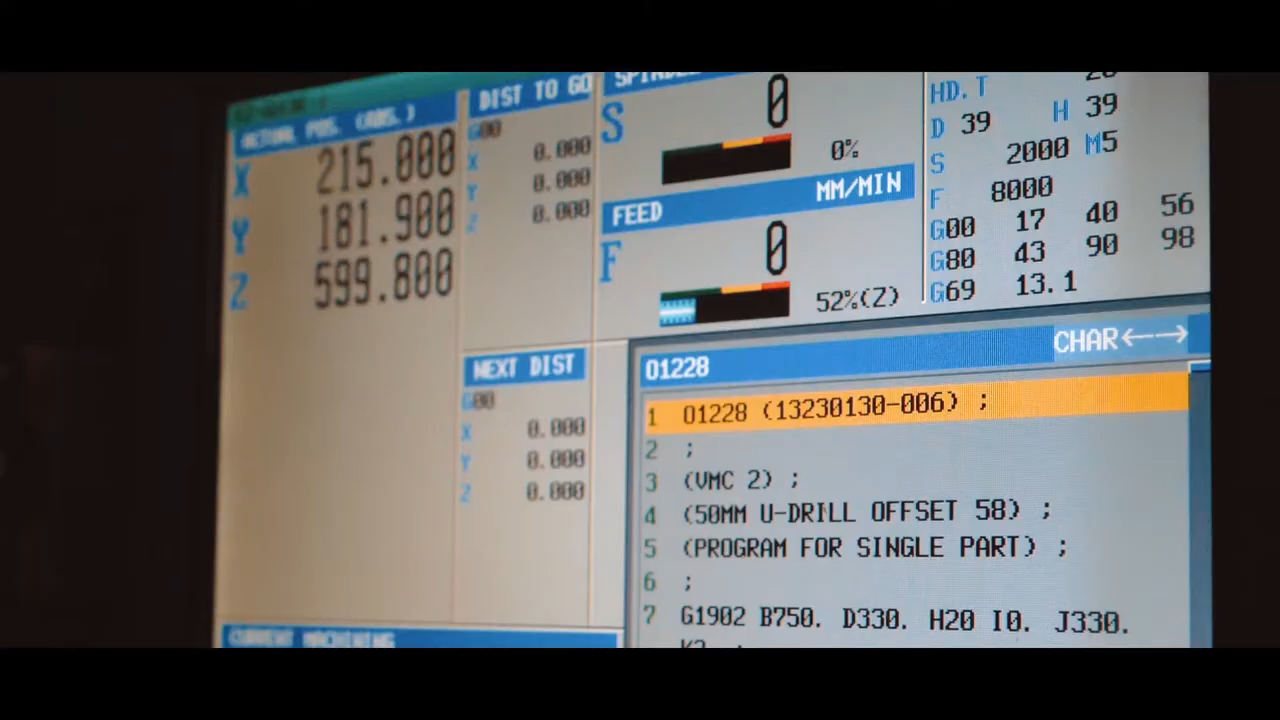 ACTUAL POS. (ABS.)
X 215.000
Y 181.900
Z 599.800
DIST TO GO
G00
X 0.000
Y 0.000
Z 0.000
NEXT DIST
G00
X 0.000
Y 0.000
Z 0.000
S 0
0%
FEED MM/MIN
F 0
52%(Z)
HD.T
D 39 H 39
S 2000 M5
F 8000
G00 17 40 56
G80 43 90 98
G69 13.1
O1228 CHAR←→
1 O1228 (13230130-006) ;
2 ;
3 (VMC 2) ;
4 (50MM U-DRILL OFFSET 58) ;
5 (PROGRAM FOR SINGLE PART) ;
6 ;
7 G1902 B750. D330. H20 I0. J330.
CURRENT MACHINING